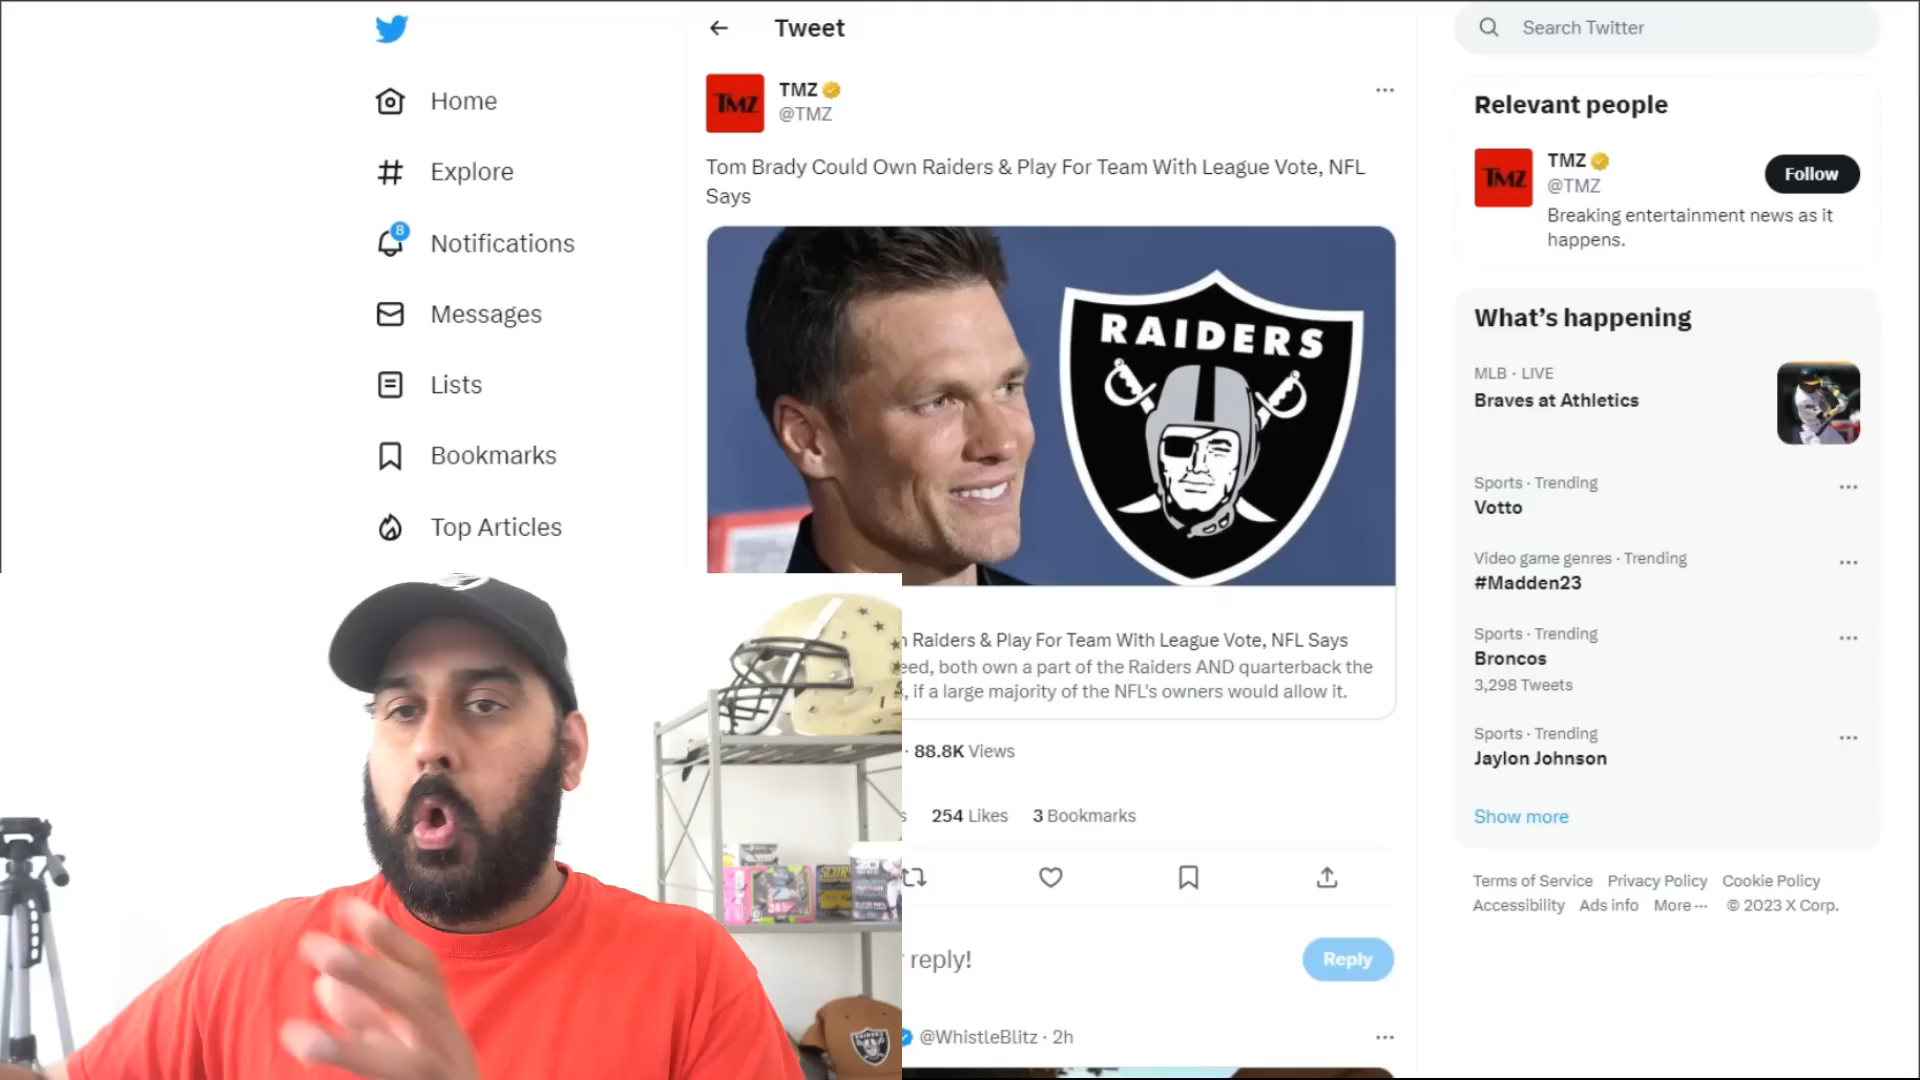 Home
Explore
8
Notifications
Messages
Lists
Bookmarks
Top Articles
Tweet
TMZ
TMZ
@TMZ
Tom Brady Could Own Raiders & Play For Team With League Vote, NFL
Says
RAIDERS
Raiders & Play For Team With League Vote, NFL Says
both own a part of the Raiders AND quarterback the
if a large majority of the NFL's owners would allow it.
· 88.8K Views
254 Likes 3 Bookmarks
reply!
Reply
@WhistleBlitz · 2h
RAIDERS
Search Twitter
Relevant people
TMZ
TMZ
@TMZ
Follow
Breaking entertainment news as it
happens.
What's happening
MLB · LIVE
Braves at Athletics
Sports · Trending
Votto
Video game genres · Trending
#Madden23
Sports · Trending
Broncos
3,298 Tweets
Sports · Trending
Jaylon Johnson
Show more
Terms of Service Privacy Policy Cookie Policy
Accessibility Ads info More ··· © 2023 X Corp.